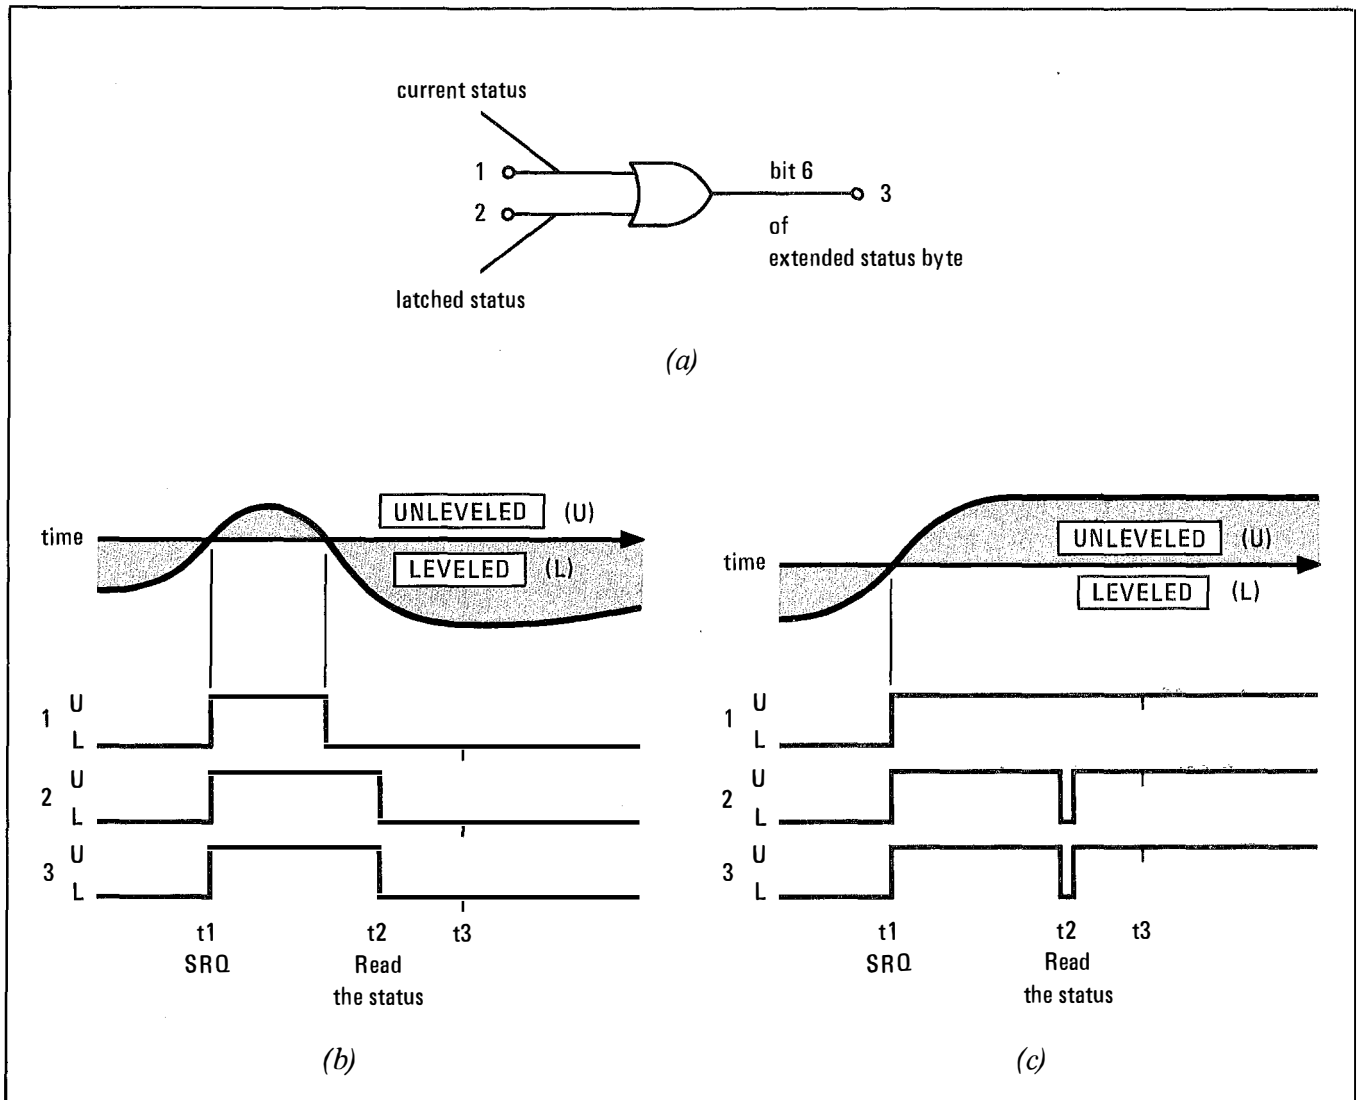 current status
1
2
bit 6
of
extended status byte
3
latched status
(a)
time
UNLEVELED (U)
LEVELED (L)
1 U
L
2 U
L
3 U
L
t1
SRQ
t2
Read
the status
t3
(b)
time
UNLEVELED (U)
LEVELED (L)
1 U
L
2 U
L
3 U
L
t1
SRQ
t2
Read
the status
t3
(c)